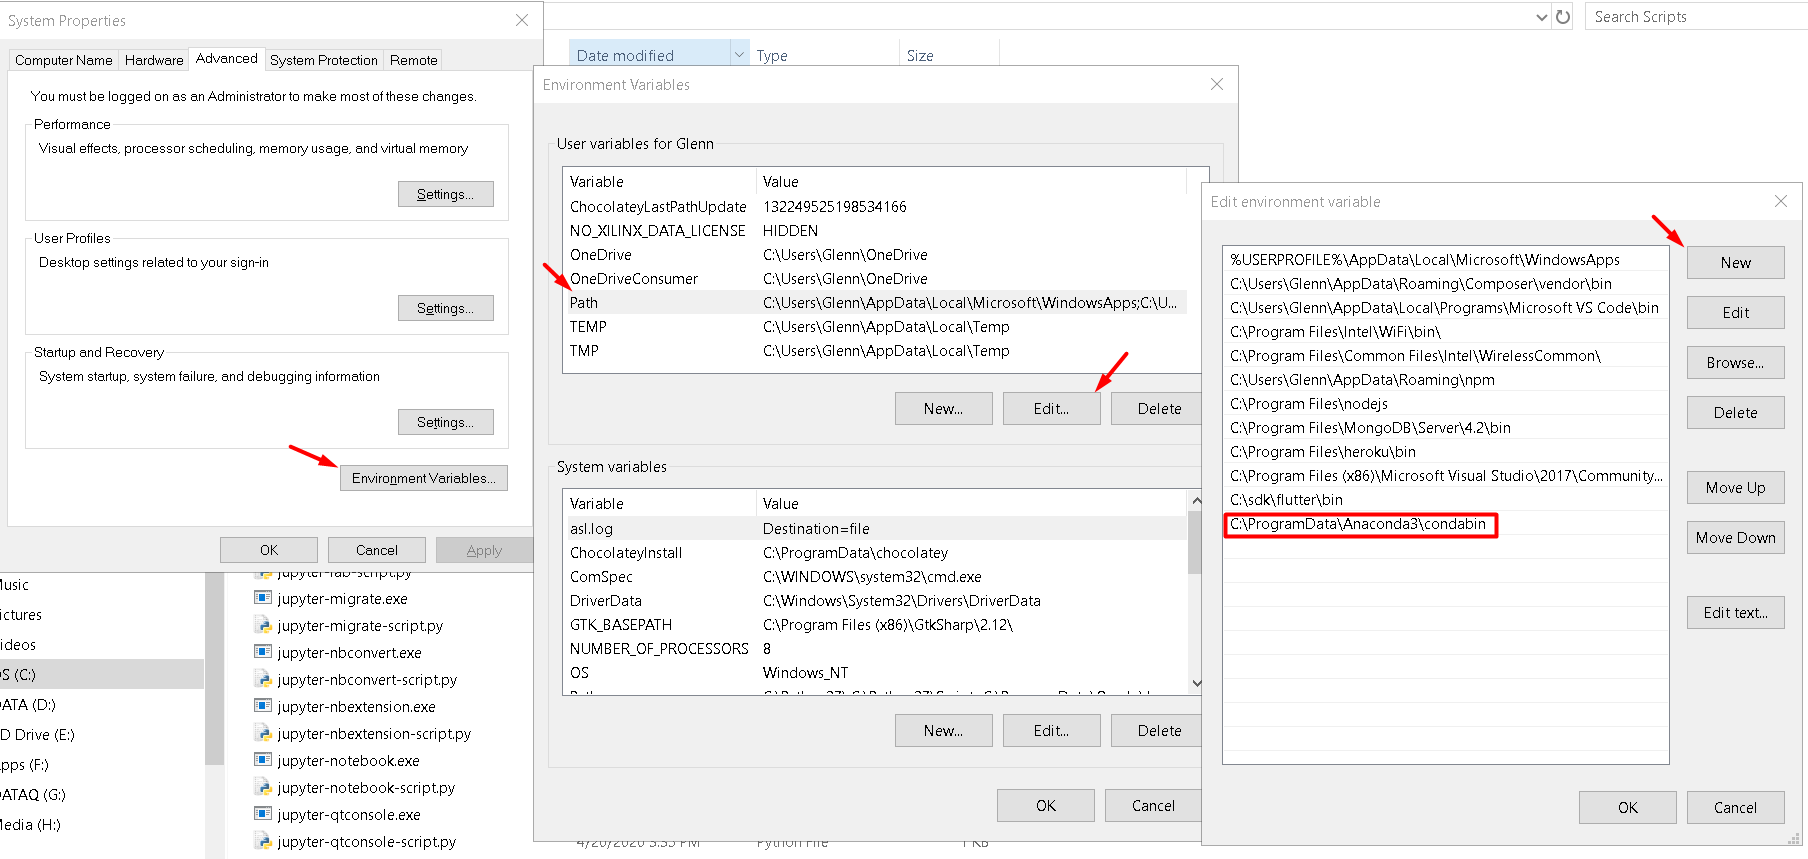 System Properties
Computer Name
Hardware
Advanced
System Protection
Remote
You must be logged on as an Administrator to make most of these changes.
Performance
Visual effects, processor scheduling, memory usage, and virtual memory
Settings...
User Profiles
Desktop settings related to your sign-in
Settings...
Startup and Recovery
System startup, system failure, and debugging information
Settings...
Environment Variables...
OK
Cancel
Apply
Search Scripts
Date modified
Type
Size
Environment Variables
User variables for Glenn
Variable Value
ChocolateyLastPathUpdate 132249525198534166
NO_XILINX_DATA_LICENSE HIDDEN
OneDrive C:\Users\Glenn\OneDrive
OneDriveConsumer C:\Users\Glenn\OneDrive
Path C:\Users\Glenn\AppData\Local\Microsoft\WindowsApps;C:\U...
TEMP C:\Users\Glenn\AppData\Local\Temp
TMP C:\Users\Glenn\AppData\Local\Temp
New...
Edit...
Delete
System variables
Variable Value
asl.log Destination=file
ChocolateyInstall C:\ProgramData\chocolatey
ComSpec C:\WINDOWS\system32\cmd.exe
DriverData C:\Windows\System32\Drivers\DriverData
GTK_BASEPATH C:\Program Files (x86)\GtkSharp\2.12\
NUMBER_OF_PROCESSORS 8
OS Windows_NT
New...
Edit...
Delete
OK
Cancel
Edit environment variable
%USERPROFILE%\AppData\Local\Microsoft\WindowsApps
C:\Users\Glenn\AppData\Roaming\Composer\vendor\bin
C:\Users\Glenn\AppData\Local\Programs\Microsoft VS Code\bin
C:\Program Files\Intel\WiFi\bin\
C:\Program Files\Common Files\Intel\WirelessCommon\
C:\Users\Glenn\AppData\Roaming\npm
C:\Program Files\nodejs
C:\Program Files\MongoDB\Server\4.2\bin
C:\Program Files\heroku\bin
C:\Program Files (x86)\Microsoft Visual Studio\2017\Community...
C:\sdk\flutter\bin
C:\ProgramData\Anaconda3\condabin
New
Edit
Browse...
Delete
Move Up
Move Down
Edit text...
OK
Cancel
usic
ictures
ideos
S (C:)
ATA (D:)
D Drive (E:)
pps (F:)
ATAQ (G:)
edia (H:)
jupyter-lab-script.py
jupyter-migrate.exe
jupyter-migrate-script.py
jupyter-nbconvert.exe
jupyter-nbconvert-script.py
jupyter-nbextension.exe
jupyter-nbextension-script.py
jupyter-notebook.exe
jupyter-notebook-script.py
jupyter-qtconsole.exe
jupyter-qtconsole-script.py
4/20/2020 3:35 PM Python File 1 KB